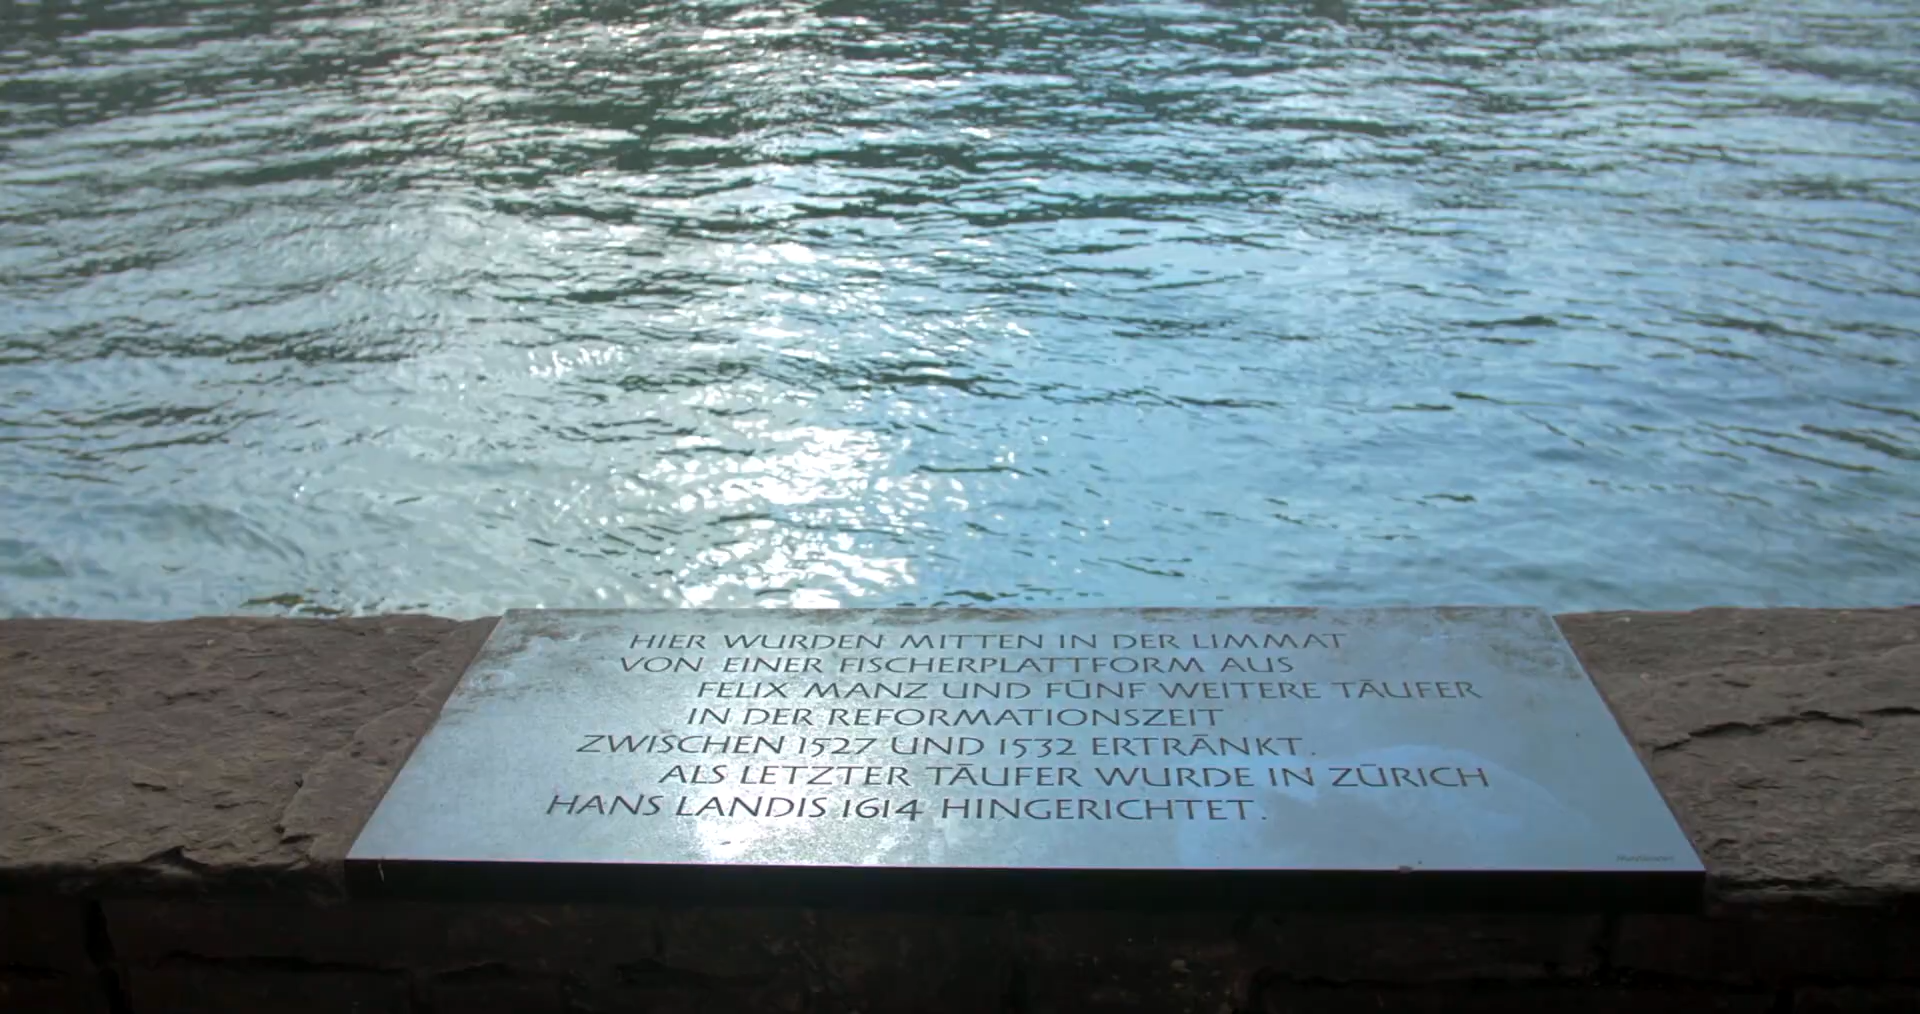 HIER WURDEN MITTEN IN DER LIMMAT
VON EINER FISCHERPLATTFORM AUS
FELIX MANZ UND FÜNF WEITERE TÄUFER
IN DER REFORMATIONSZEIT
ZWISCHEN 1527 UND 1532 ERTRÄNKT.
ALS LETZTER TÄUFER WURDE IN ZÜRICH
HANS LANDIS 1614 HINGERICHTET.